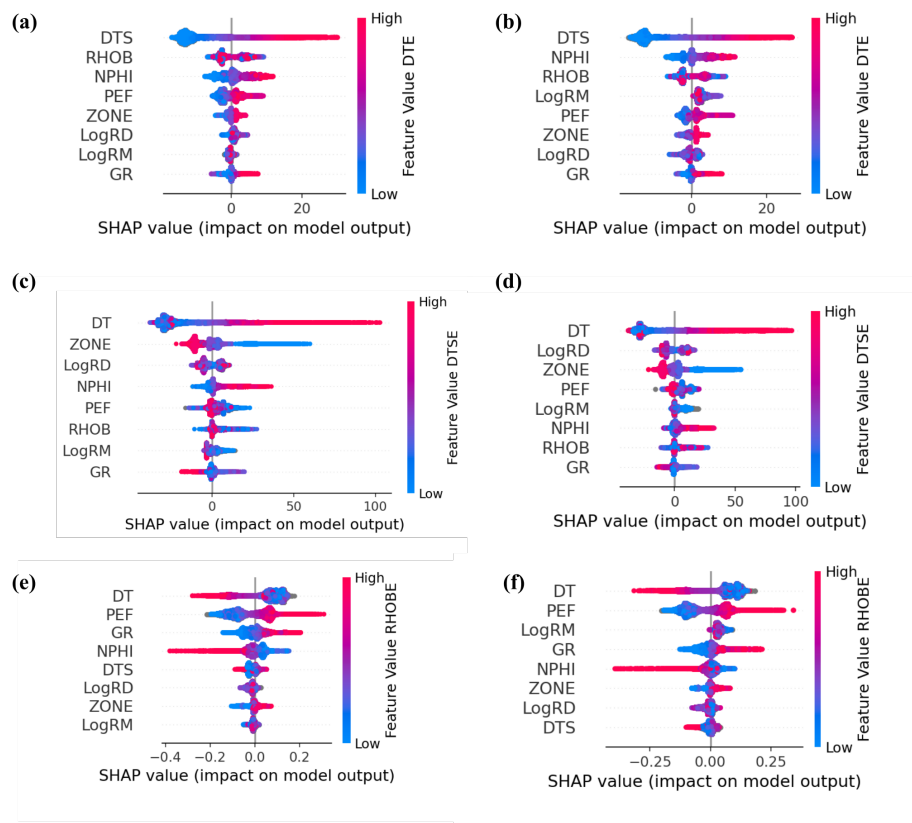 (a)
High
DTS
RHOB
NPHI
PEF
ZONE
LogRD
LogRM
GR
Feature Value DTE
Low
0
20
SHAP value (impact on model output)
(b)
High
DTS
NPHI
RHOB
LogRM
PEF
ZONE
LogRD
GR
Feature Value DTE
Low
0
20
SHAP value (impact on model output)
(c)
High
DT
ZONE
LogRD
NPHI
PEF
RHOB
LogRM
GR
Feature Value DTSE
Low
0
50
100
SHAP value (impact on model output)
(d)
High
DT
LogRD
ZONE
PEF
LogRM
NPHI
RHOB
GR
Feature Value DTSE
Low
0
50
100
SHAP value (impact on model output)
(e)
High
DT
PEF
GR
NPHI
DTS
LogRD
ZONE
LogRM
Feature Value RHOBE
Low
−0.4
−0.2
0.0
0.2
SHAP value (impact on model output)
(f)
High
DT
PEF
LogRM
GR
NPHI
ZONE
LogRD
DTS
Feature Value RHOBE
Low
−0.25
0.00
0.25
SHAP value (impact on model output)